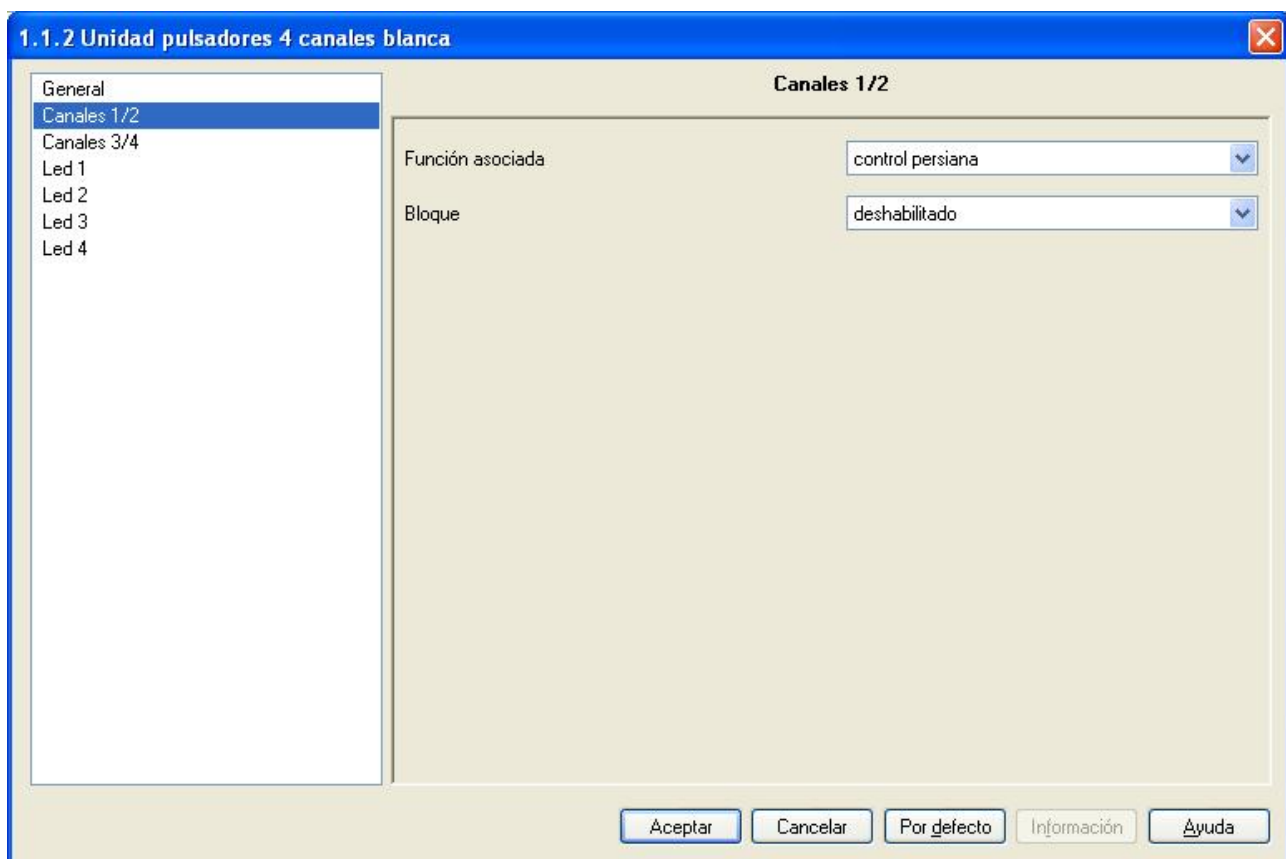 1.1.2 Unidad pulsadores 4 canales blanca
General
Canales 1/2
Canales 3/4
Led 1
Led 2
Led 3
Led 4
Canales 1/2
Función asociada
control persiana
Bloque
deshabilitado
Aceptar
Cancelar
Por defecto
Información
Ayuda